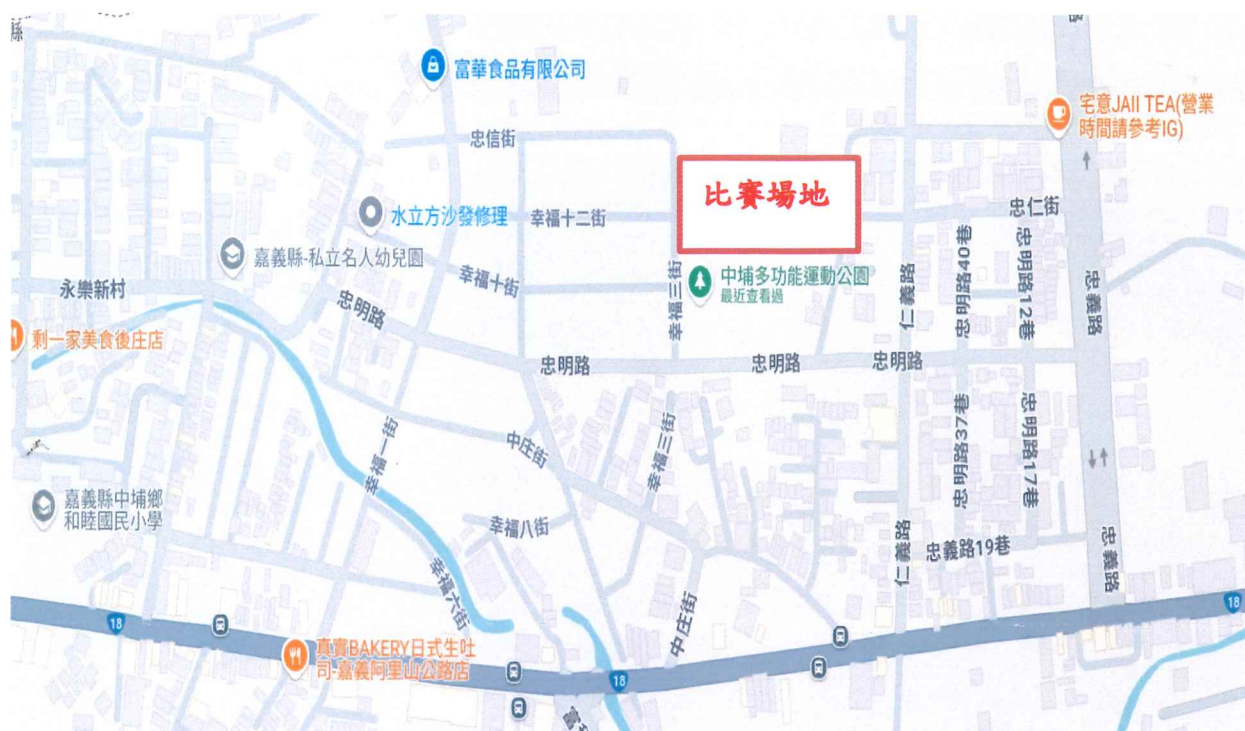 縣
富華食品有限公司
宅意JAII TEA(營業
時間請參考IG)
忠信街
比賽場地
水立方沙發修理
幸福十二街
忠仁街
嘉義縣-私立名人幼兒園
幸福十街
幸福三街
中埔多功能運動公園
最近查看過
仁義路
忠明路40巷
忠明路12巷
忠義路
永樂新村
忠明路
剩一家美食後庄店
忠明路
忠明路
忠明路
幸福一街
中庄街
幸福三街
忠明路37巷
忠明路17巷
嘉義縣中埔鄉
和睦國民小學
幸福八街
仁義路
忠義路19巷
忠義路
幸福六街
中庄街
18
18
18
真實BAKERY日式生吐
司-嘉義阿里山公路店